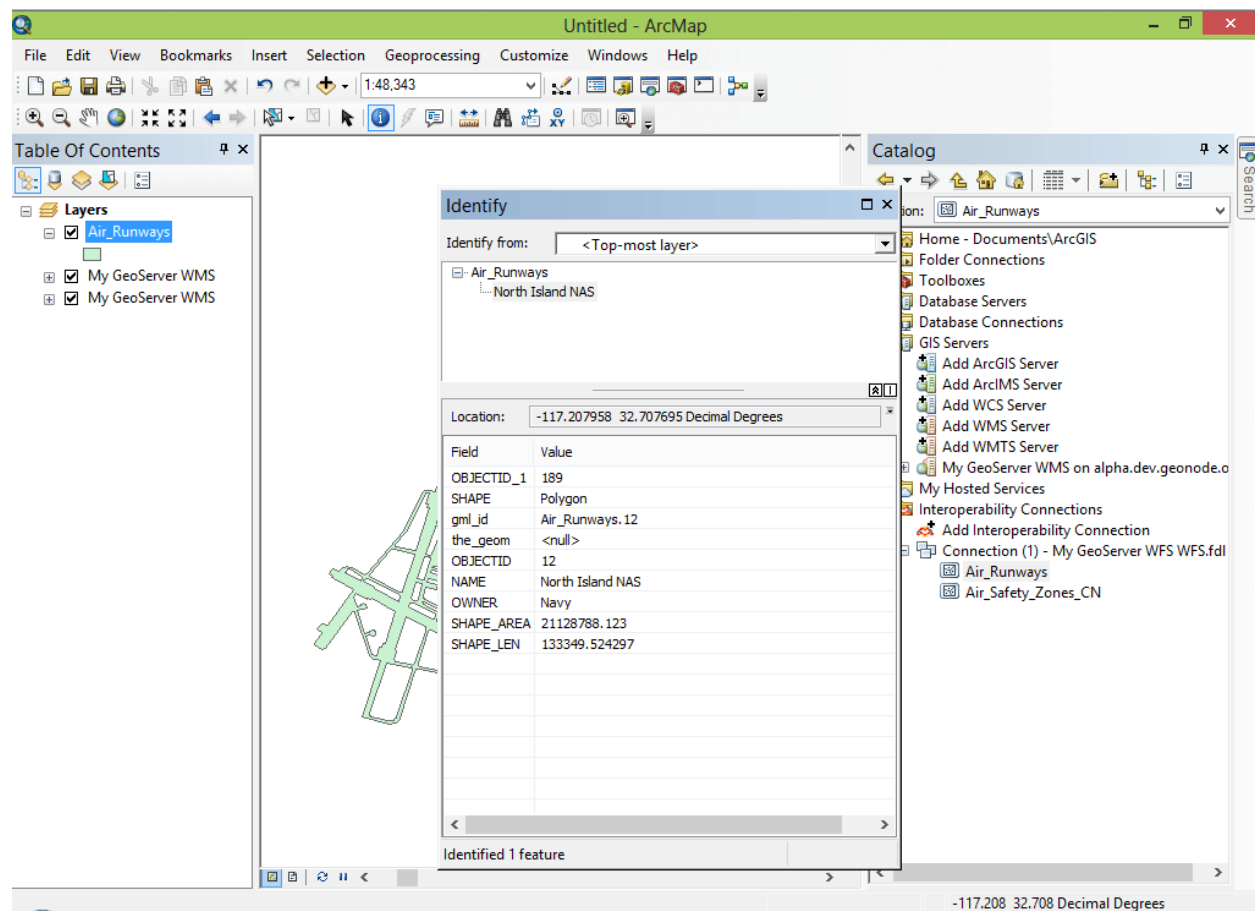 Untitled - ArcMap
File Edit View Bookmarks Insert Selection Geoprocessing Customize Windows Help
1:48,343
Table Of Contents
Layers
Air_Runways
My GeoServer WMS
My GeoServer WMS
Identify
Identify from: <Top-most layer>
Air_Runways
North Island NAS
Location: -117.207958 32.707695 Decimal Degrees
Field Value
OBJECTID_1 189
SHAPE Polygon
gml_id Air_Runways.12
the_geom <null>
OBJECTID 12
NAME North Island NAS
OWNER Navy
SHAPE_AREA 21128788.123
SHAPE_LEN 133349.524297
Identified 1 feature
Catalog
ion: Air_Runways
Home - Documents\ArcGIS
Folder Connections
Toolboxes
Database Servers
Database Connections
GIS Servers
Add ArcGIS Server
Add ArcIMS Server
Add WCS Server
Add WMS Server
Add WMTS Server
My GeoServer WMS on alpha.dev.geonode.o
My Hosted Services
Interoperability Connections
Add Interoperability Connection
Connection (1) - My GeoServer WFS WFS.fdl
Air_Runways
Air_Safety_Zones_CN
Search
-117.208 32.708 Decimal Degrees